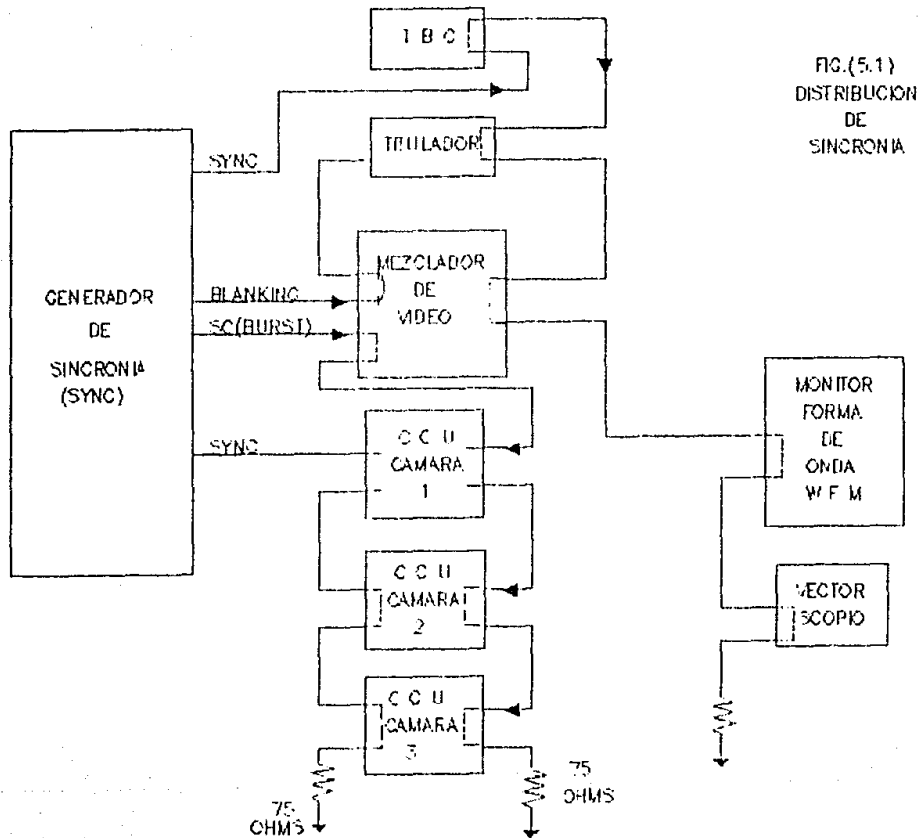 T B C
FIG.(5.1)
DISTRIBUCION
DE
SINCRONIA
TITULADOR
SYNC
MEZCLADOR
DE
VIDEO
GENERADOR
DE
SINCRONIA
(SYNC)
BLANKING
SC(BURST)
MONITOR
FORMA
DE
ONDA
W F M
SYNC
C C U
CAMARA
1
C C U
CAMARA
2
VECTOR
SCOPIO
C C U
CAMARA
3
75
OHMS
75
OHMS